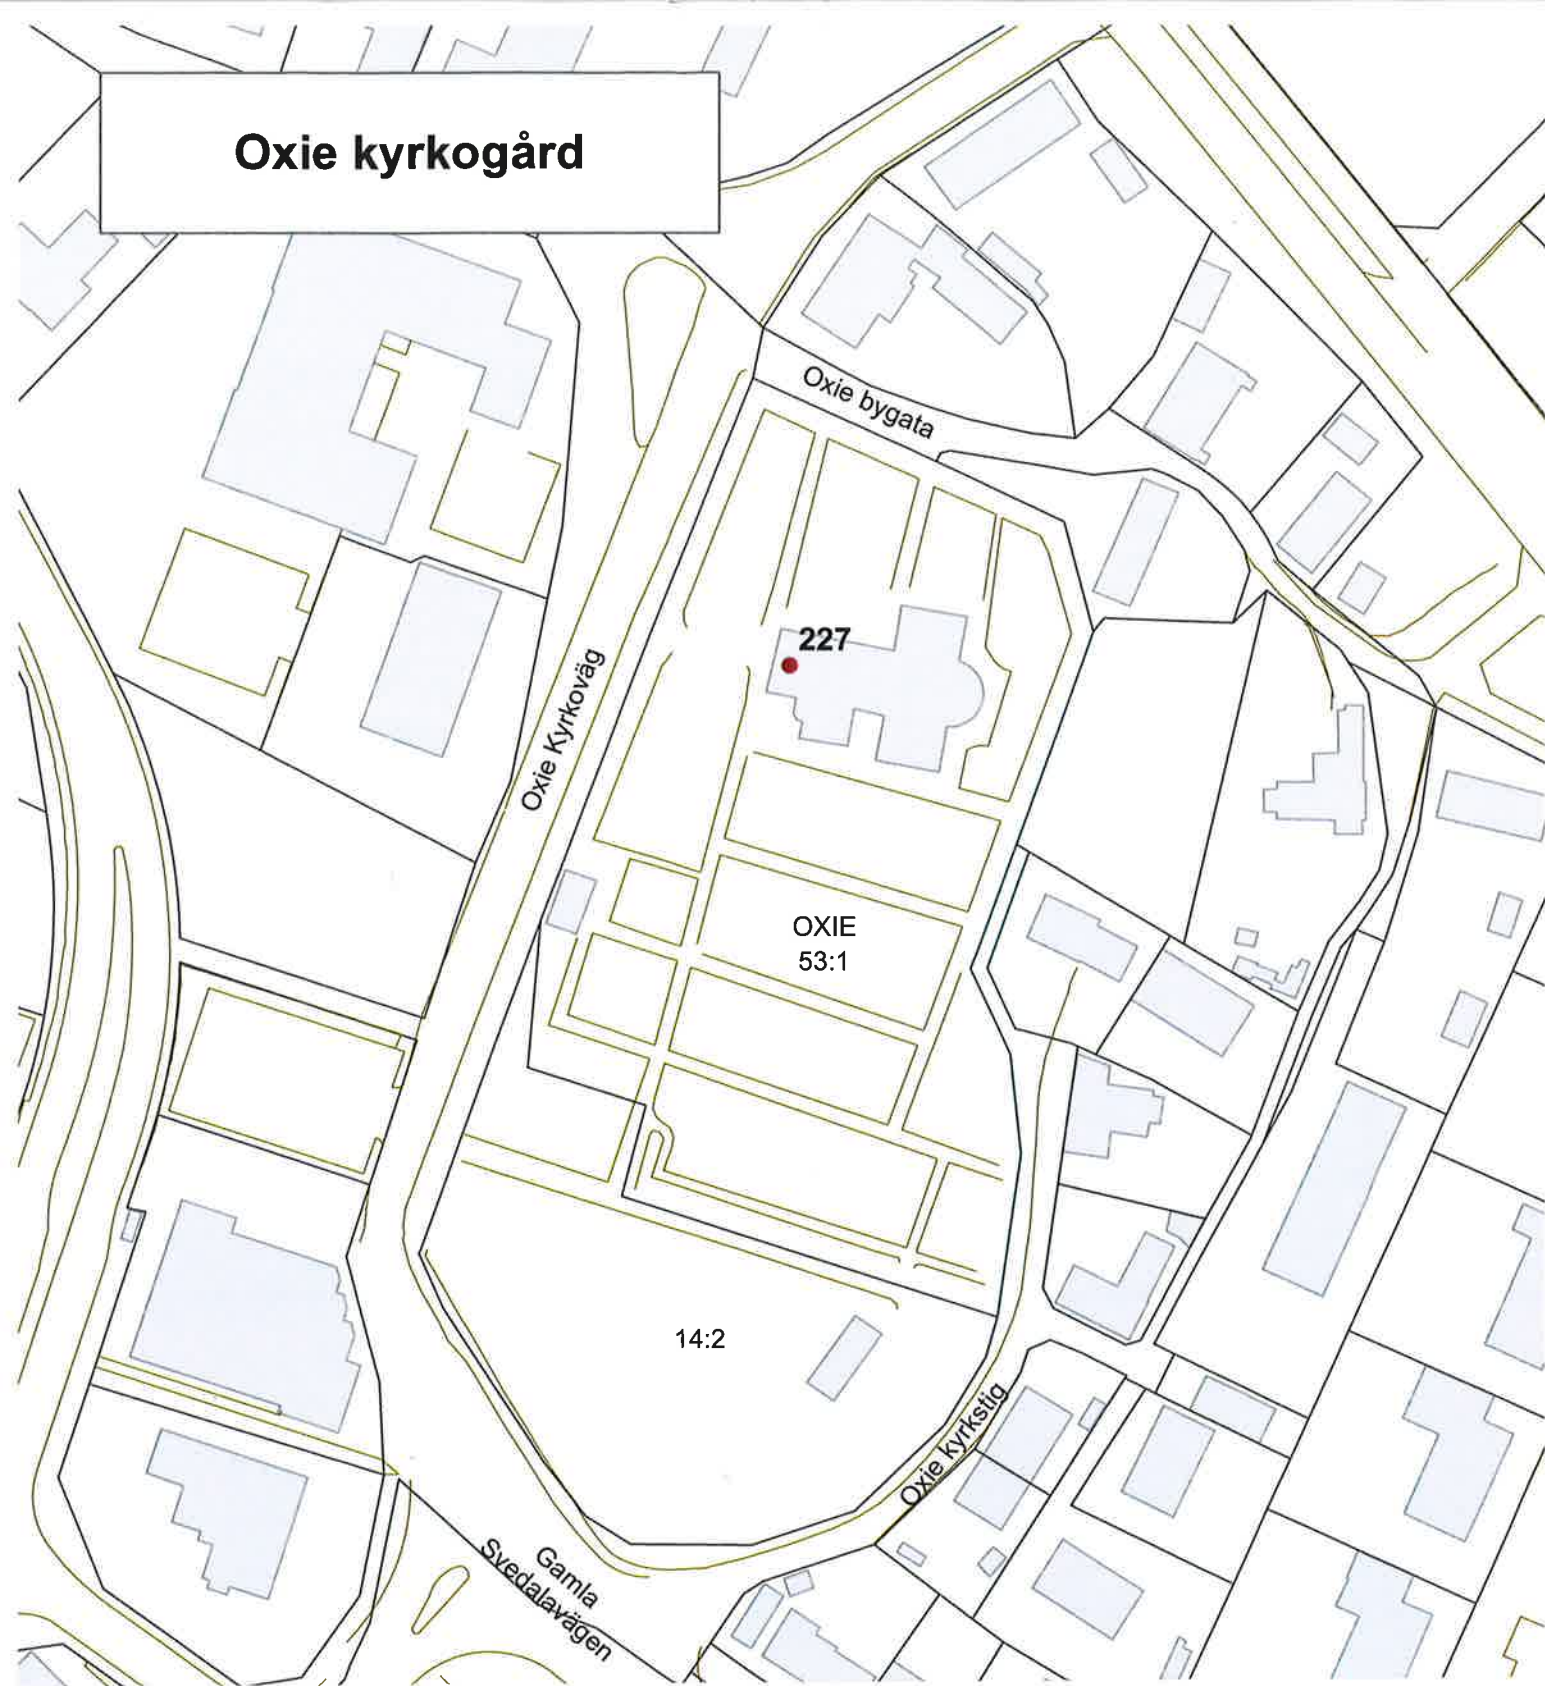 Oxie kyrkogård
Oxie bygata
227
Oxie Kyrkoväg
OXIE
53:1
14:2
Oxie kyrkstig
Gamla
Svedalavägen